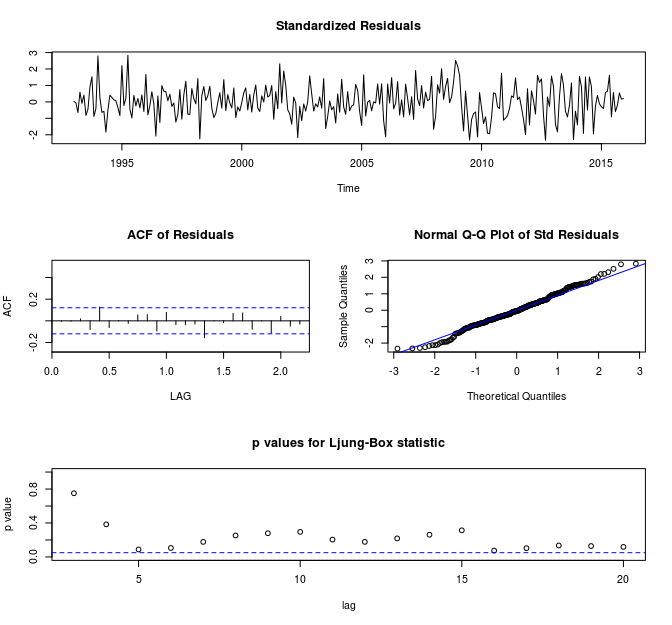 Standardized Residuals
3
2
1
0
-2
1995 2000 2005 2010 2015
Time
ACF of Residuals
ACF
0.2
-0.2
0.0 0.5 1.0 1.5 2.0
LAG
Normal Q-Q Plot of Std Residuals
Sample Quantiles
3
2
0
-2
-3 -2 -1 0 1 2 3
Theoretical Quantiles
p values for Ljung-Box statistic
p value
0.8
0.4
0.0
5 10 15 20
lag